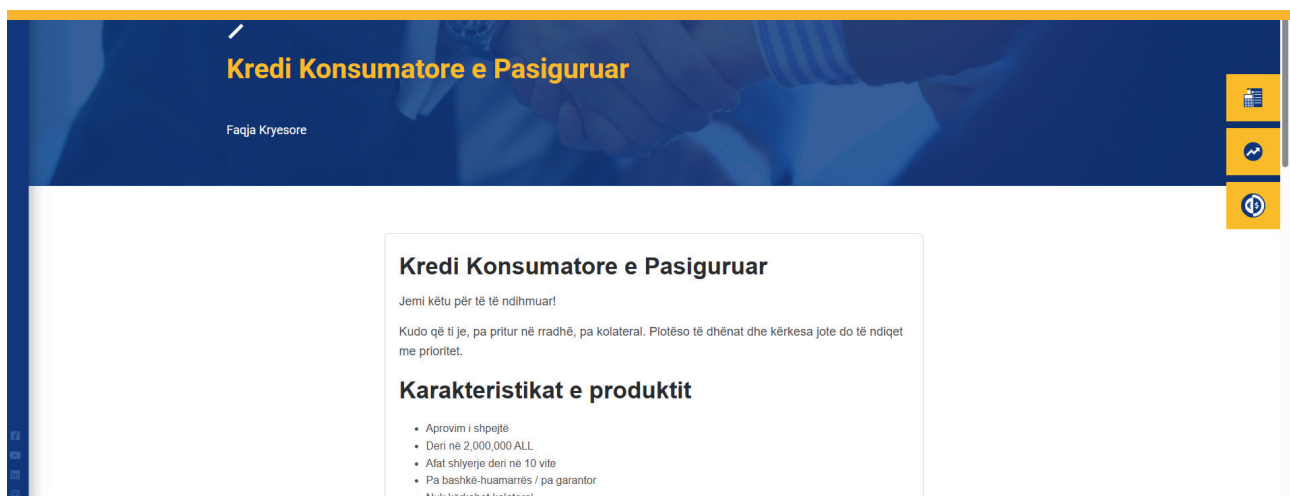 Kredi Konsumatore e Pasiguruar
Faqja Kryesore
Kredi Konsumatore e Pasiguruar
Jemi këtu për të të ndihmuar!
Kudo që ti je, pa pritur në rradhë, pa kolateral. Plotëso të dhënat dhe kërkesa jote do të ndiqet
me prioritet.
Karakteristikat e produktit
• Aprovim i shpejtë
• Deri në 2,000,000 ALL
• Afat shlyerje deri në 10 vite
• Pa bashkë-huamarrës / pa garantor